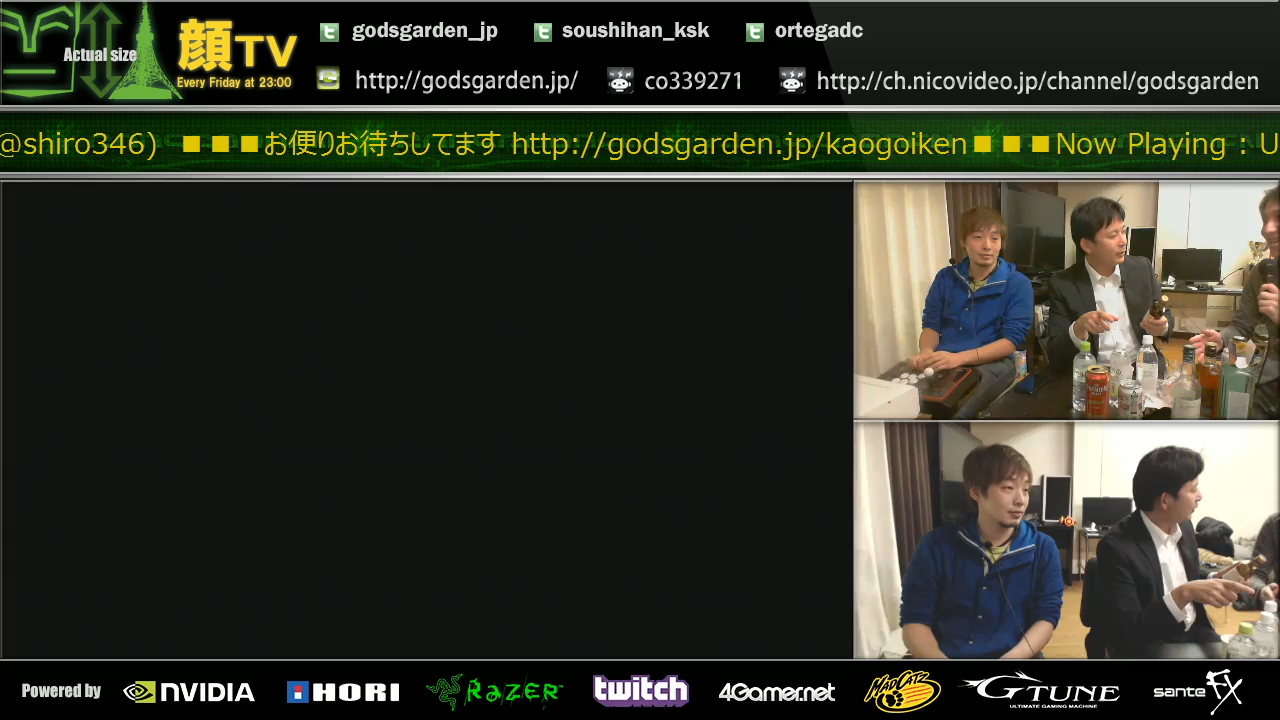 Actual size
顔TV
Every Friday at 23:00
godsgarden_jp soushihan_ksk ortegadc
http://godsgarden.jp/ co339271 http://ch.nicovideo.jp/channel/godsgarden
@shiro346) ■■■お便りお待ちしてます http://godsgarden.jp/kaogoiken■■■Now Playing : U
Powered by NVIDIA HORI RAZER twitch 4Gamer.net MAD CATZ G TUNE ULTIMATE GAMING MACHINE sante FX